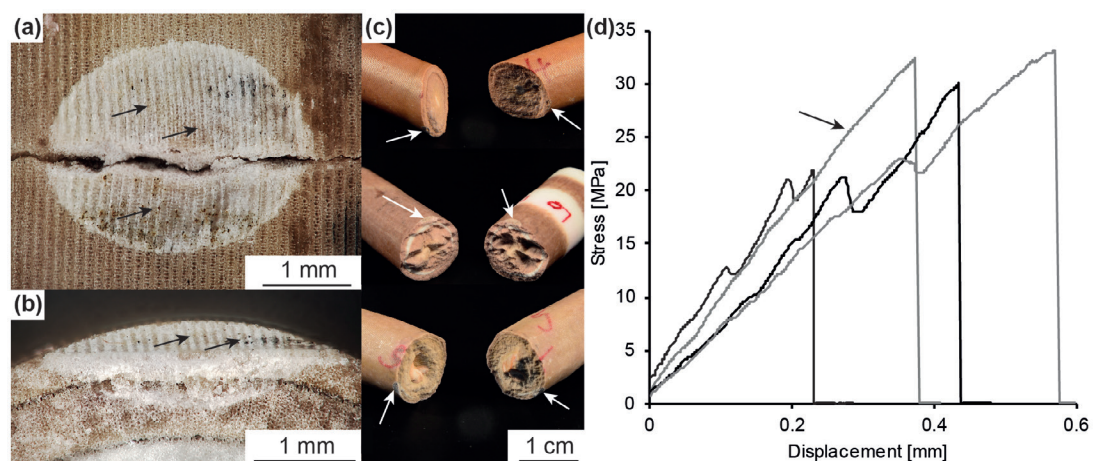 (a)
1 mm
(b)
1 mm
(c)
1 cm
(d)
35
30
25
20
15
10
5
0
Stress [MPa]
0
0.2
0.4
0.6
Displacement [mm]